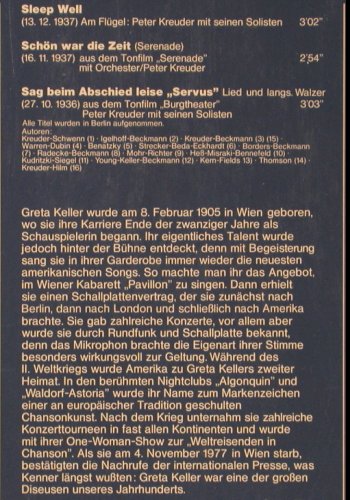 Sleep Well
(13. 12. 1937) Am Flügel: Peter Kreuder mit seinen Solisten 3'02"
Schön war die Zeit (Serenade)
(16. 11. 1937) aus dem Tonfilm „Serenade" 2'54"
mit Orchester/Peter Kreuder
Sag beim Abschied leise „Servus" Lied und langs. Walzer
(27. 10. 1936) aus dem Tonfilm „Burgtheater" 3'03"
Peter Kreuder mit seinen Solisten
Alle Titel wurden in Berlin aufgenommen.
Autoren:
Kreuder-Schwenn (1) · Igelhoff-Beckmann (2) · Kreuder-Beckmann (3) (15) ·
Warren-Dubin (4) · Benatzky (5) · Strecker-Beda-Eckhardt (6) · Borders-Beckmann
(7) · Radecke-Beckmann (8) · Mohr-Richter (9) · Heß-Misraki-Bennefeld (10) ·
Kudritzki-Siegel (11) · Young-Keller-Beckmann (12) · Kern-Fields 13) · Thomson (14) ·
Kreuder-Hilm (16)
Greta Keller wurde am 8. Februar 1905 in Wien geboren,
wo sie ihre Karriere Ende der zwanziger Jahre als
Schauspielerin begann. Ihr eigentliches Talent wurde
jedoch hinter der Bühne entdeckt, denn mit Begeisterung
sang sie in ihrer Garderobe immer wieder die neuesten
amerikanischen Songs. So machte man ihr das Angebot,
im Wiener Kabarett „Pavillon" zu singen. Dann erhielt
sie einen Schallplattenvertrag, der sie zunächst nach
Berlin, dann nach London und schließlich nach Amerika
brachte. Sie gab zahlreiche Konzerte, vor allem aber
wurde sie durch Rundfunk und Schallplatte bekannt,
denn das Mikrophon brachte die Eigenart ihrer Stimme
besonders wirkungsvoll zur Geltung. Während des
II. Weltkriegs wurde Amerika zu Greta Kellers zweiter
Heimat. In den berühmten Nightclubs „Algonquin" und
„Waldorf-Astoria" wurde ihr Name zum Markenzeichen
einer an europäischer Tradition geschulten
Chansonkunst. Nach dem Krieg unternahm sie zahlreiche
Konzerttourneen in fast allen Kontinenten und wurde
mit ihrer One-Woman-Show zur „Weltreisenden in
Chanson". Als sie am 4. November 1977 in Wien starb,
bestätigten die Nachrufe der internationalen Presse, was
Kenner längst wußten: Greta Keller war eine der großen
Diseusen unseres Jahrhunderts.